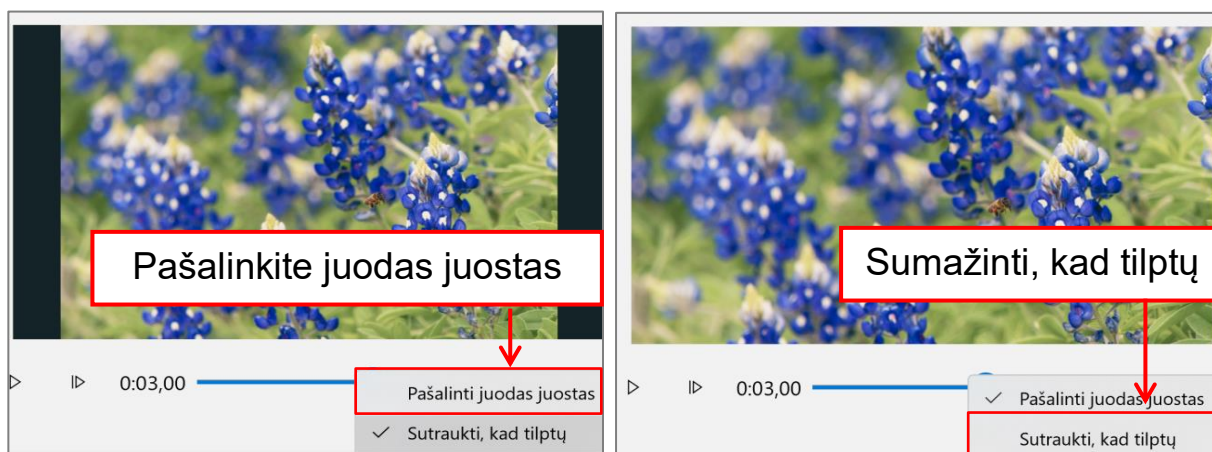 Pašalinkite juodas juostas
0:03,00
Pašalinti juodas juostas
Sutraukti, kad tilptų
Sumažinti, kad tilptų
0:03,00
Pašalinti juodas juostas
Sutraukti, kad tilptų